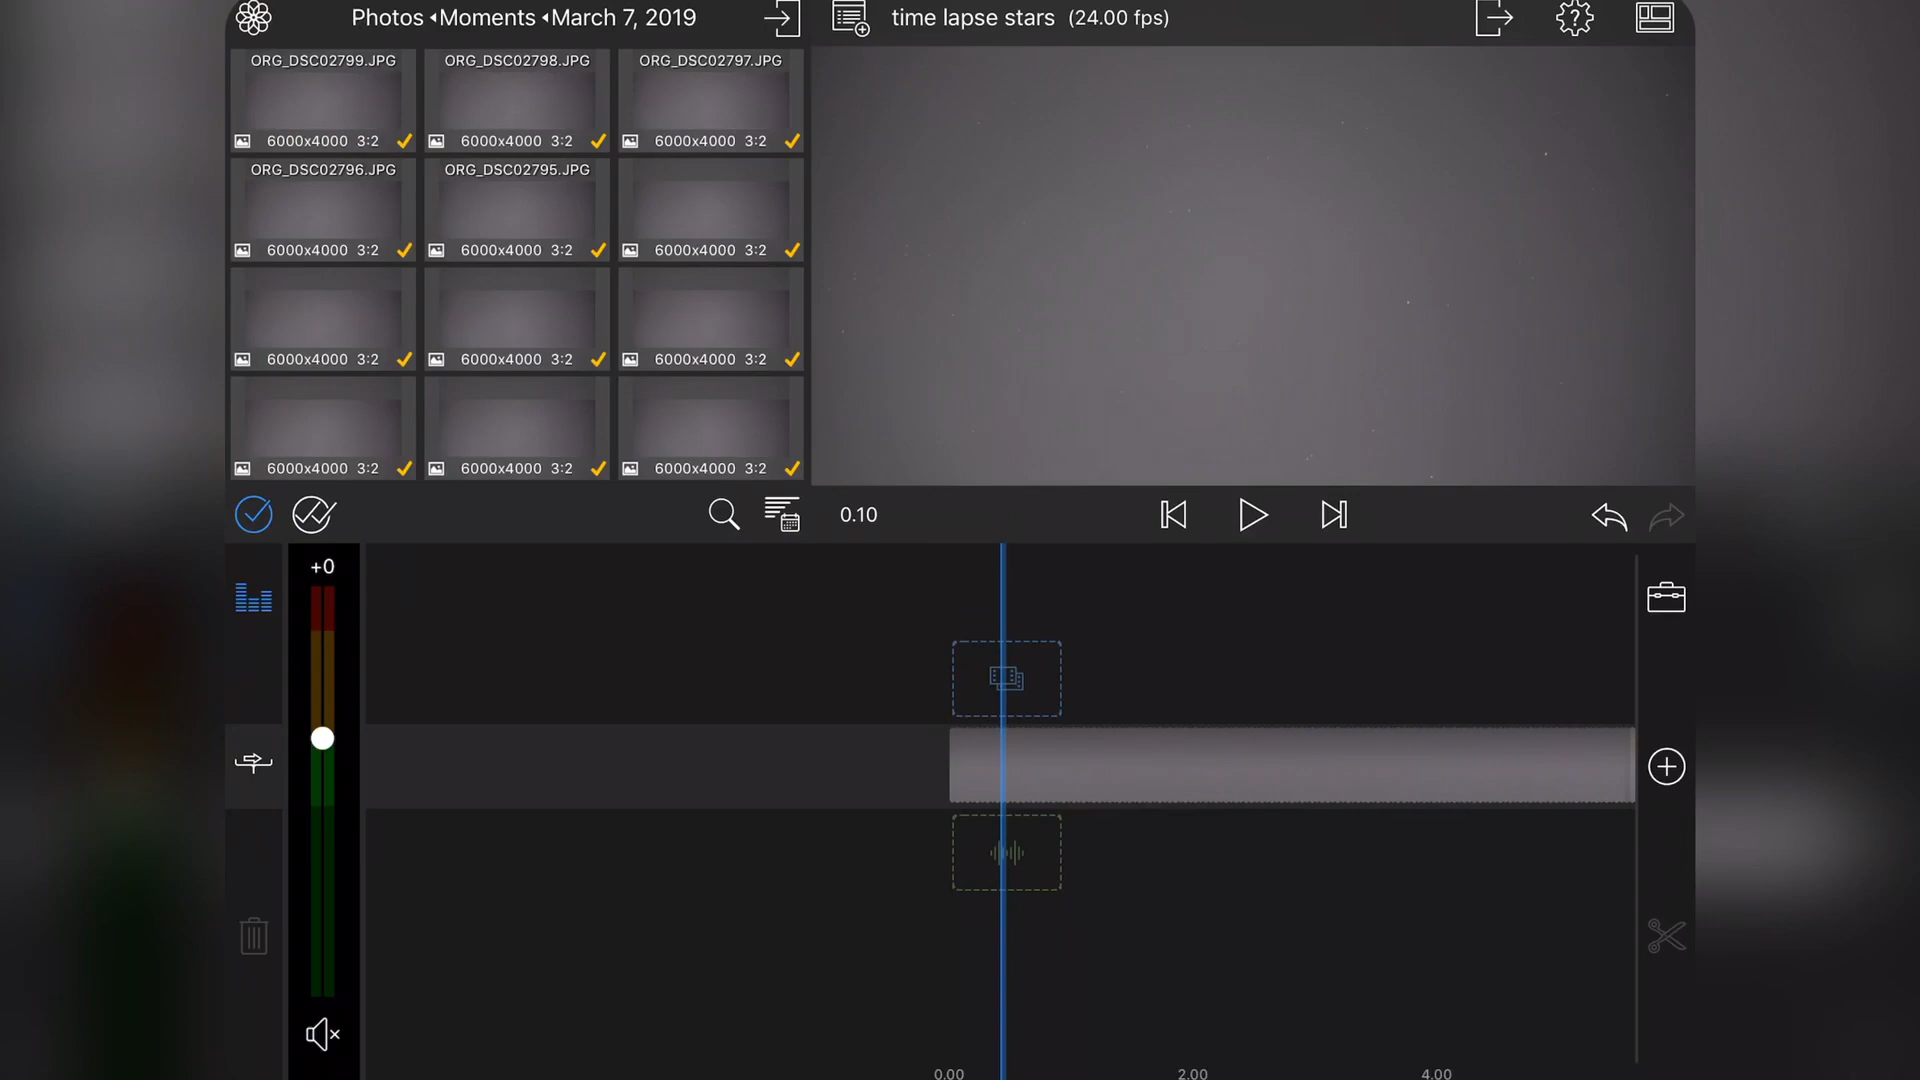 Photos ◂Moments ◂March 7, 2019
time lapse stars (24.00 fps)
ORG_DSC02799.JPG
ORG_DSC02798.JPG
ORG_DSC02797.JPG
6000x4000 3:2
6000x4000 3:2
6000x4000 3:2
ORG_DSC02796.JPG
ORG_DSC02795.JPG
6000x4000 3:2
6000x4000 3:2
6000x4000 3:2
6000x4000 3:2
6000x4000 3:2
6000x4000 3:2
6000x4000 3:2
6000x4000 3:2
6000x4000 3:2
0.10
+0
0.00
2.00
4.00